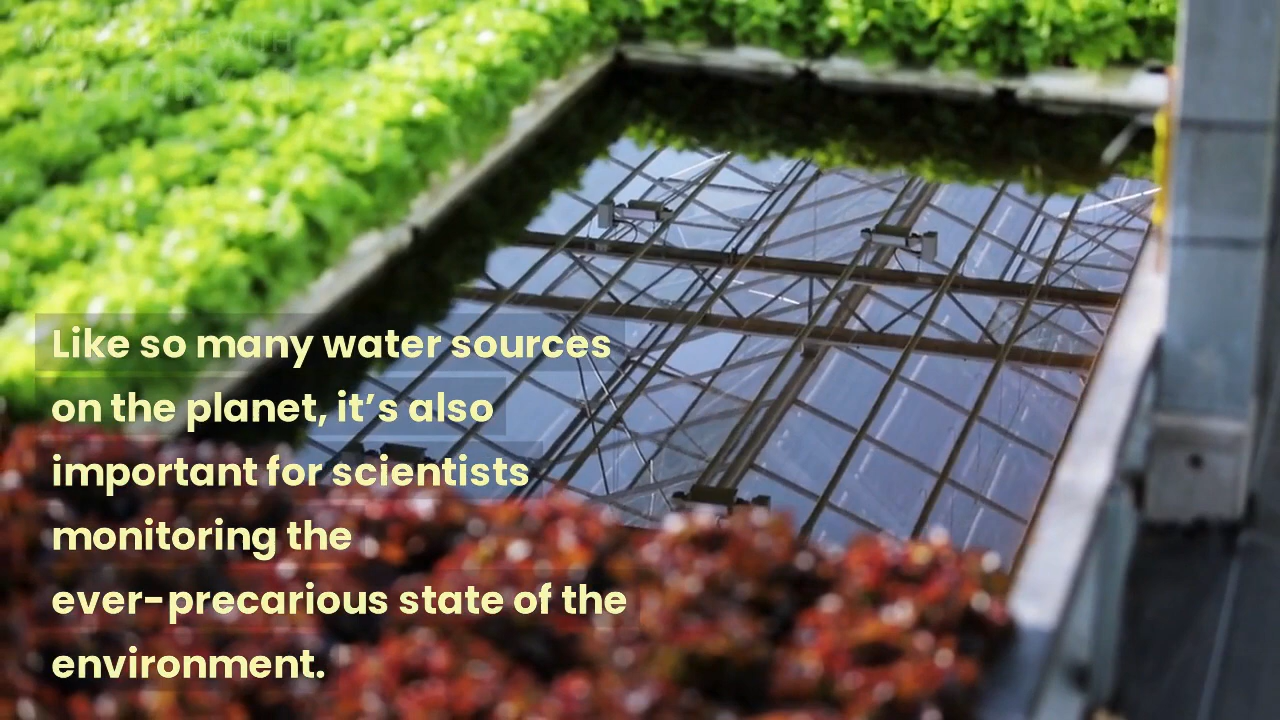 Like so many water sources
on the planet, it’s also
important for scientists
monitoring the
ever-precarious state of the
environment.